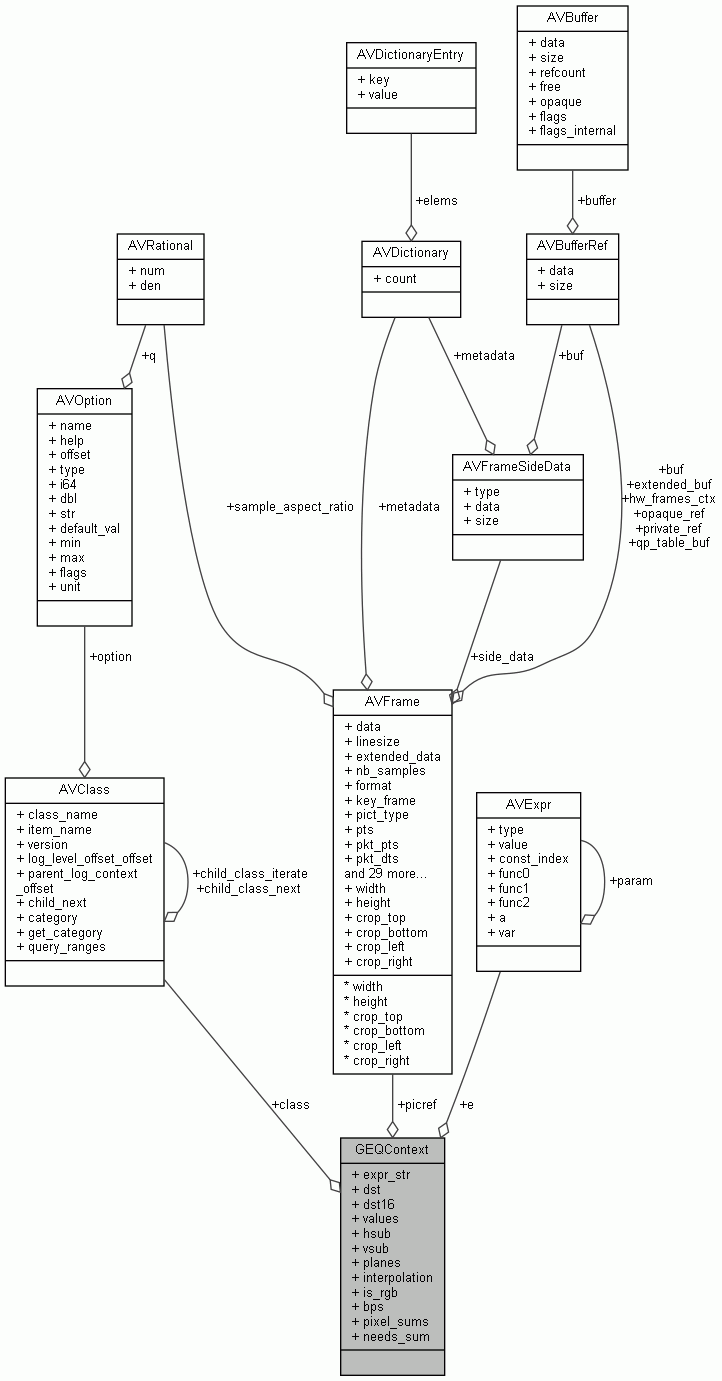 AVBuffer
+ data
+ size
+ refcount
+ free
+ opaque
+ flags
+ flags_internal
AVDictionaryEntry
+ key
+ value
+elems
+buffer
AVRational
+ num
+ den
AVDictionary
+ count
AVBufferRef
+ data
+ size
+q
+metadata
+buf
AVOption
+ name
+ help
+ offset
+ type
+ i64
+ dbl
+ str
+ default_val
+ min
+ max
+ flags
+ unit
AVFrameSideData
+ type
+ data
+ size
+sample_aspect_ratio
+metadata
+buf
+extended_buf
+hw_frames_ctx
+opaque_ref
+private_ref
+qp_table_buf
+option
+side_data
AVFrame
+ data
+ linesize
+ extended_data
+ nb_samples
+ format
+ key_frame
+ pict_type
+ pts
+ pkt_pts
+ pkt_dts
and 29 more...
+ width
+ height
+ crop_top
+ crop_bottom
+ crop_left
+ crop_right
* width
* height
* crop_top
* crop_bottom
* crop_left
* crop_right
AVClass
+ class_name
+ item_name
+ version
+ log_level_offset_offset
+ parent_log_context
_offset
+ child_next
+ category
+ get_category
+ query_ranges
+child_class_iterate
+child_class_next
AVExpr
+ type
+ value
+ const_index
+ func0
+ func1
+ func2
+ a
+ var
+param
+class
+picref
+e
GEQContext
+ expr_str
+ dst
+ dst16
+ values
+ hsub
+ vsub
+ planes
+ interpolation
+ is_rgb
+ bps
+ pixel_sums
+ needs_sum